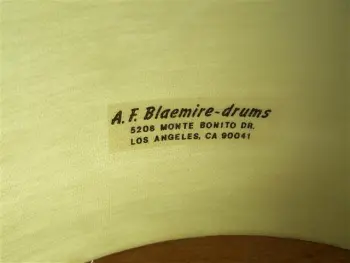 A.F. Blaemire-drums
5206 MONTE BONITO DR.
LOS ANGELES, CA 90041